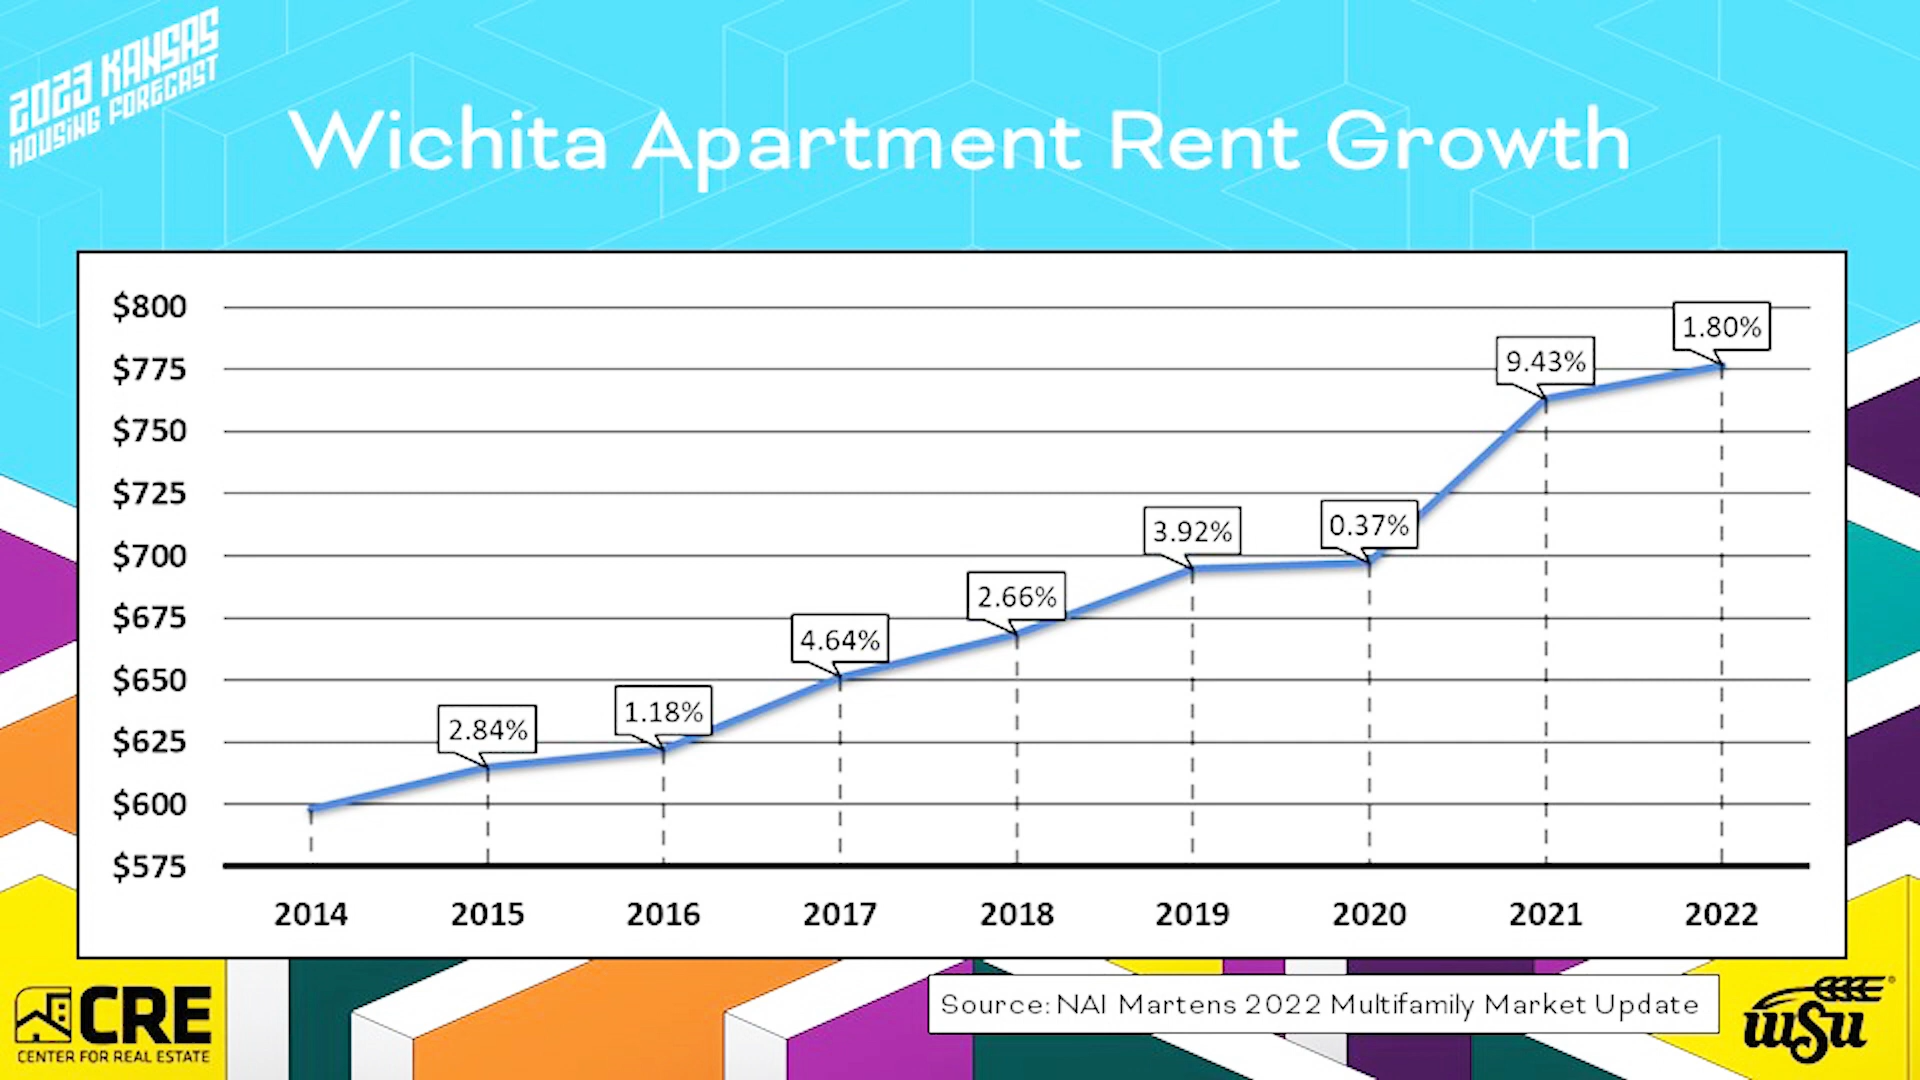 2023 KANSAS
HOUSING FORECAST
Wichita Apartment Rent Growth
$800
$775
$750
$725
$700
$675
$650
$625
$600
$575
2.84%
1.18%
4.64%
2.66%
3.92%
0.37%
9.43%
1.80%
2014 2015 2016 2017 2018 2019 2020 2021 2022
Source: NAI Martens 2022 Multifamily Market Update
CRE
CENTER FOR REAL ESTATE
wsu